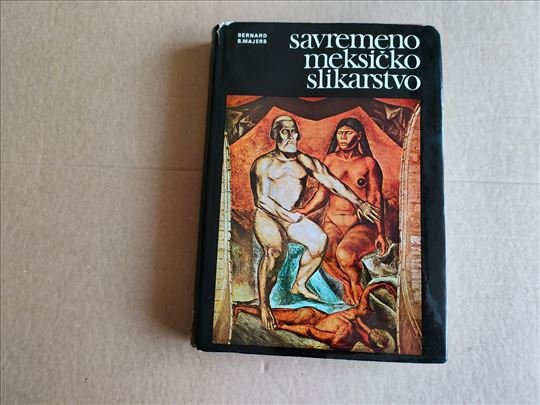 BERNARD
S. MAJERS
savremeno
meksičko
slikarstvo